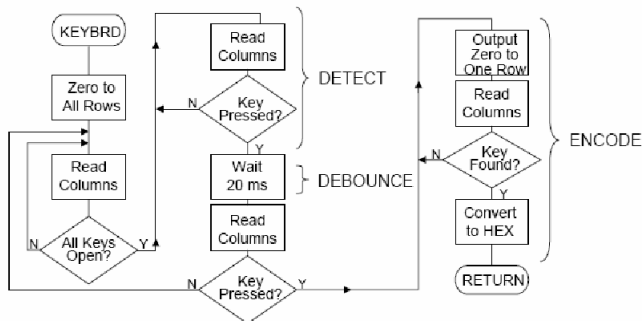 KEYBRD
Zero to
All Rows
Read
Columns
All Keys
Open?
N
Y
Read
Columns
Key
Pressed?
N
Y
DETECT
Wait
20 ms
DEBOUNCE
Read
Columns
Key
Pressed?
N
Y
Output
Zero to
One Row
Read
Columns
Key
Found?
N
Y
Convert
to HEX
RETURN
ENCODE